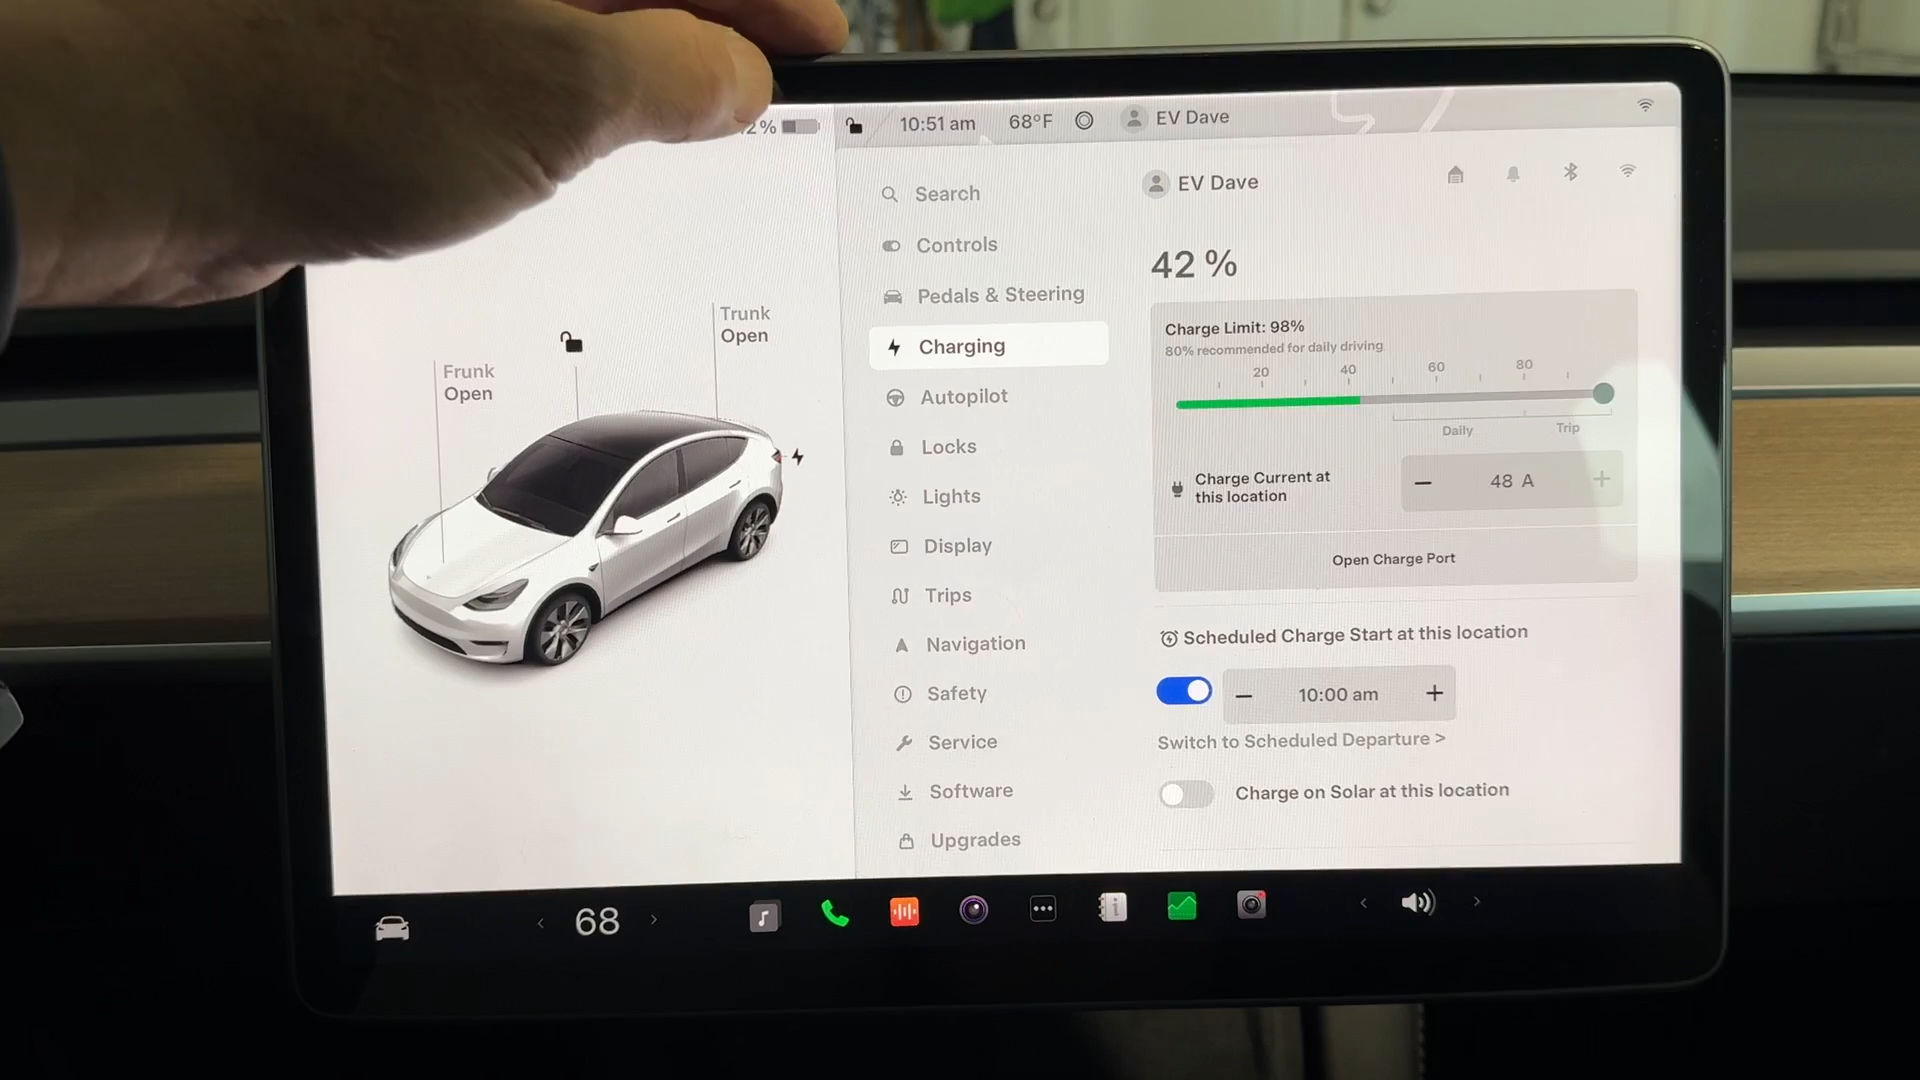 10:51 am
68°F
EV Dave
Search
Controls
Pedals & Steering
Charging
Autopilot
Locks
Lights
Display
Trips
Navigation
Safety
Service
Software
Upgrades
Trunk
Open
Frunk
Open
EV Dave
42 %
Charge Limit: 98%
80% recommended for daily driving
20 40 60 80
Daily Trip
Charge Current at
this location
48 A
Open Charge Port
Scheduled Charge Start at this location
10:00 am
Switch to Scheduled Departure >
Charge on Solar at this location
68